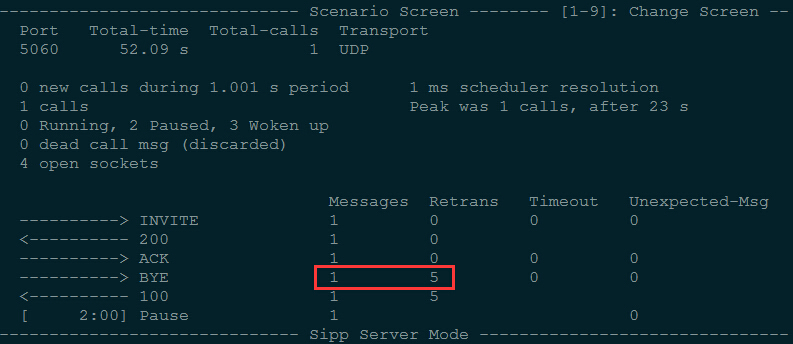 ------------------------------ Scenario Screen -------- [1-9]: Change Screen --
  Port   Total-time  Total-calls  Transport
  5060      52.09 s            1  UDP

  0 new calls during 1.001 s period      1 ms scheduler resolution
  1 calls                                Peak was 1 calls, after 23 s
  0 Running, 2 Paused, 3 Woken up
  0 dead call msg (discarded)
  4 open sockets

                                 Messages  Retrans   Timeout   Unexpected-Msg
  ----------> INVITE             1         0         0         0
  <---------- 200                1         0
  ----------> ACK                1         0         0         0
  ----------> BYE                1         5         0         0
  <---------- 100                1         5
  [     2:00] Pause              1                             0
------------------------------ Sipp Server Mode -------------------------------